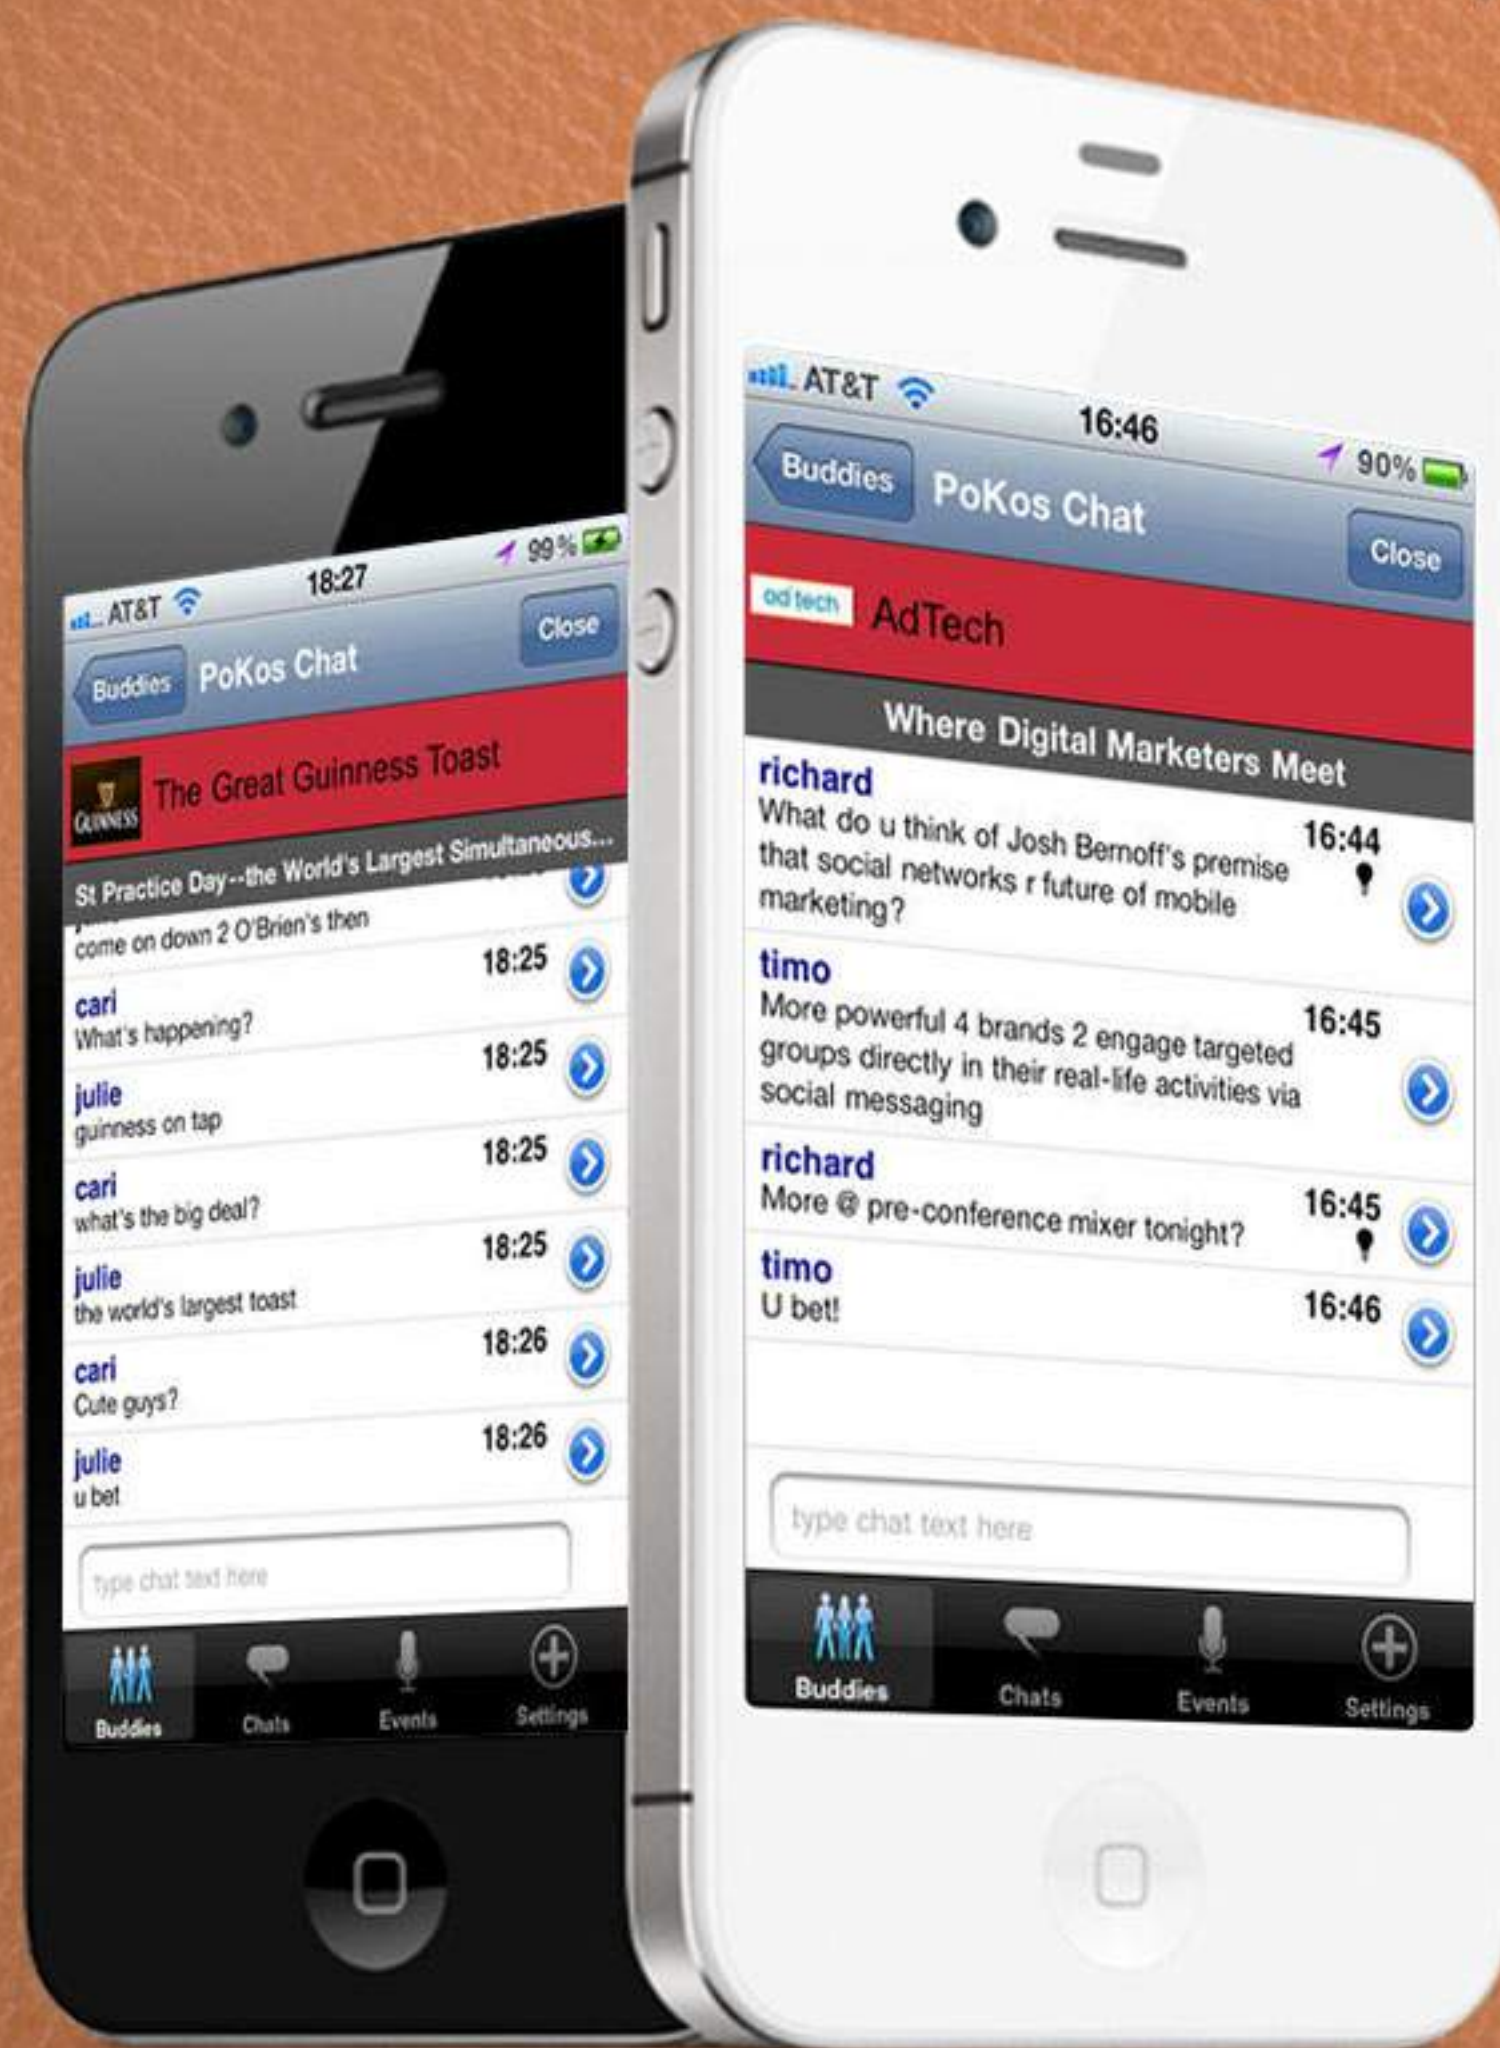 AT&T
18:27
99%
Buddies
PoKos Chat
Close
GUINNESS
The Great Guinness Toast
St Practice Day--the World's Largest Simultaneous...
come on down 2 O'Brien's then
18:25
cari
What's happening?
18:25
julie
guinness on tap
18:25
cari
what's the big deal?
18:25
julie
the world's largest toast
18:26
cari
Cute guys?
18:26
julie
u bet
type chat text here
Buddies
Chats
Events
Settings
AT&T
16:46
90%
Buddies
PoKos Chat
Close
ad tech
AdTech
Where Digital Marketers Meet
richard
16:44
What do u think of Josh Bernoff's premise
that social networks r future of mobile
marketing?
timo
16:45
More powerful 4 brands 2 engage targeted
groups directly in their real-life activities via
social messaging
richard
16:45
More @ pre-conference mixer tonight?
timo
16:46
U bet!
type chat text here
Buddies
Chats
Events
Settings